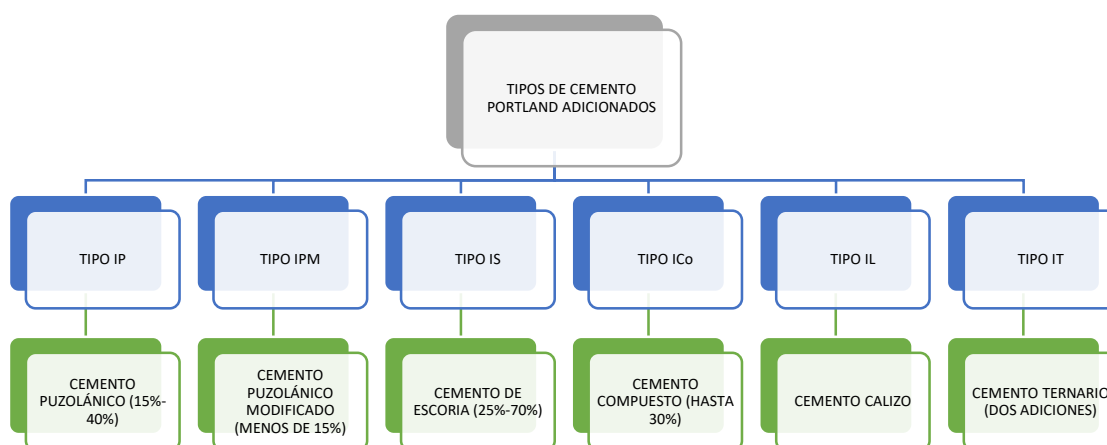 TIPOS DE CEMENTO
PORTLAND ADICIONADOS
TIPO IP
TIPO IPM
TIPO IS
TIPO ICo
TIPO IL
TIPO IT
CEMENTO
PUZOLÁNICO (15%-
40%)
CEMENTO
PUZOLÁNICO
MODIFICADO
(MENOS DE 15%)
CEMENTO DE
ESCORIA (25%-70%)
CEMENTO
COMPUESTO (HASTA
30%)
CEMENTO CALIZO
CEMENTO TERNARIO
(DOS ADICIONES)